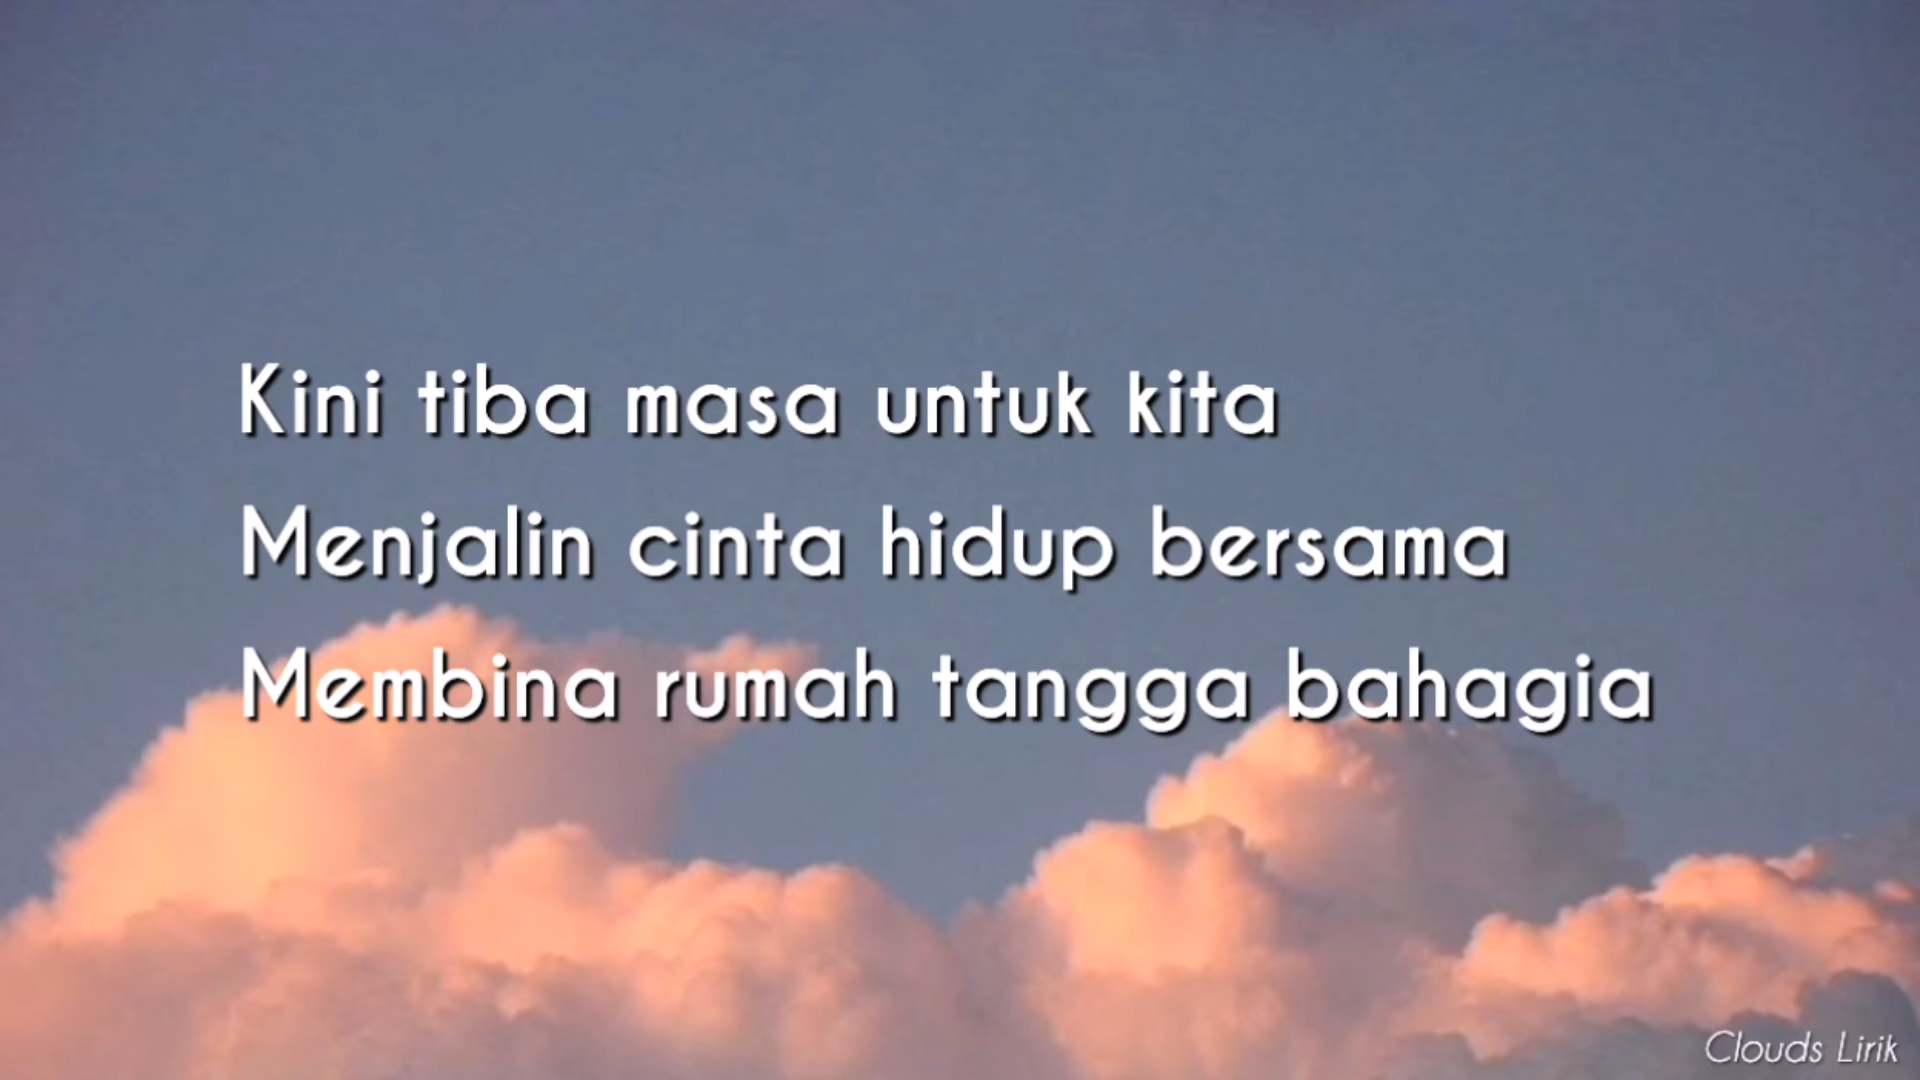 Kini tiba masa untuk kita
Menjalin cinta hidup bersama
Membina rumah tangga bahagia
Clouds Lirik